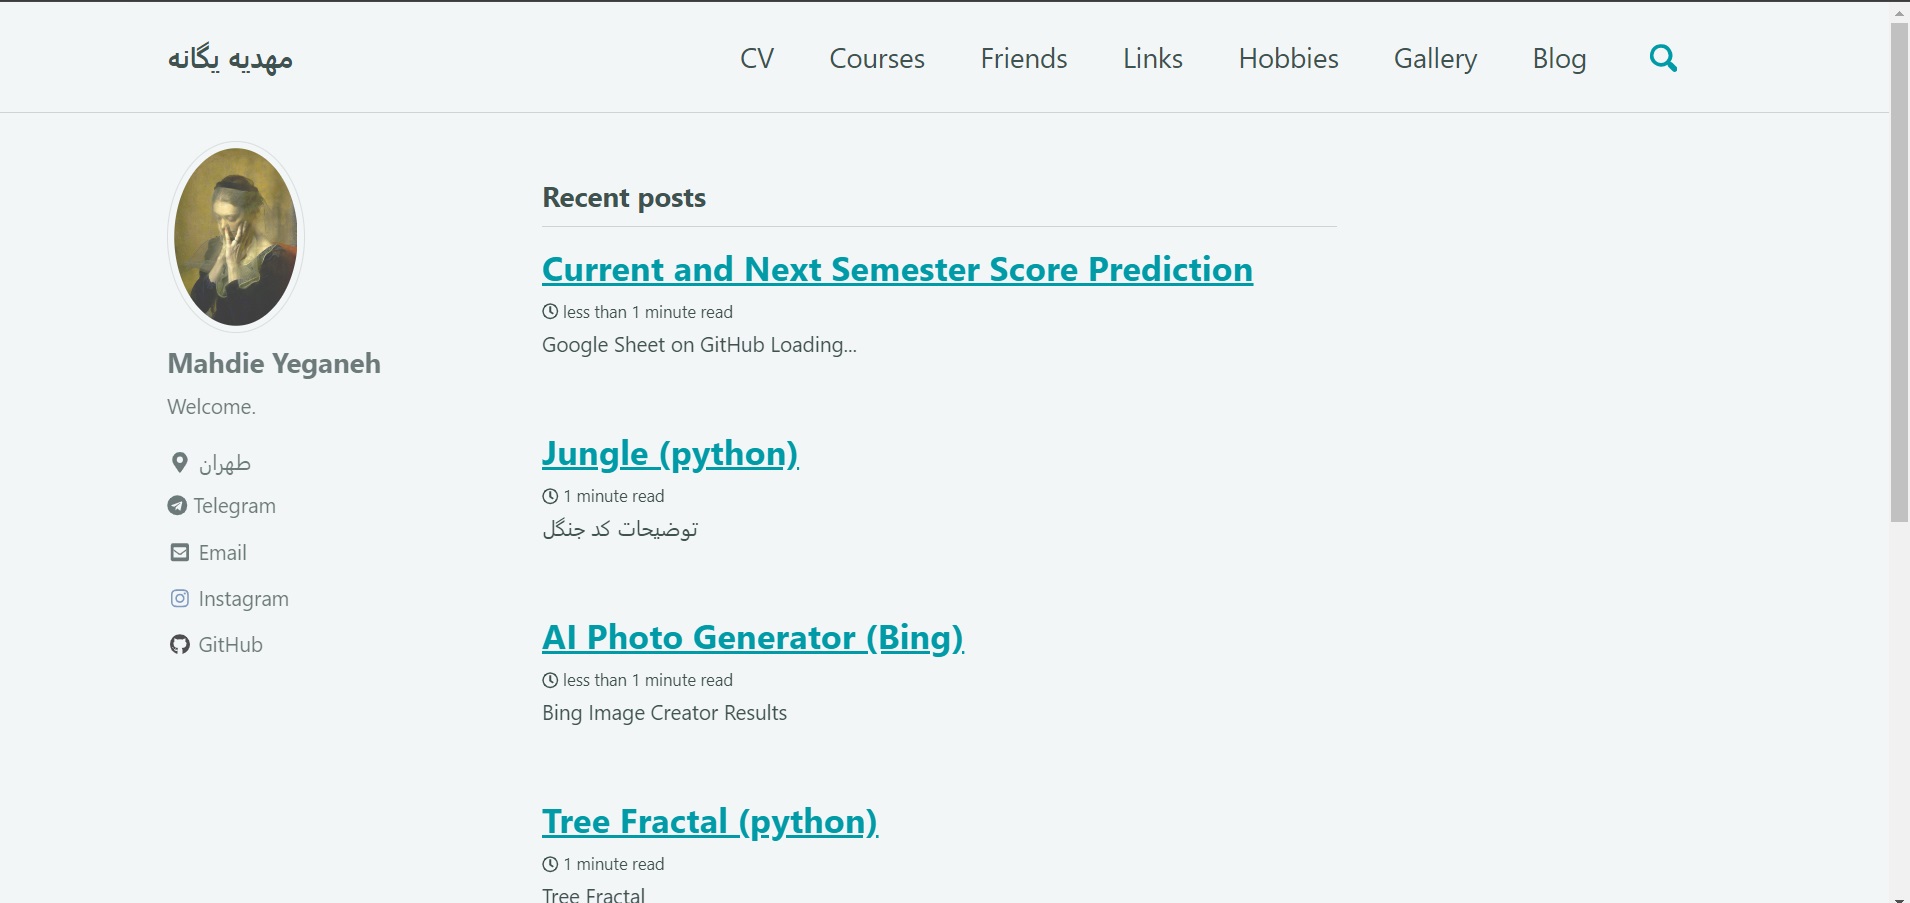 مهدیه یگانه
CV Courses Friends Links Hobbies Gallery Blog
Mahdie Yeganeh
Welcome.
طهران
Telegram
Email
Instagram
GitHub
Recent posts
Current and Next Semester Score Prediction
less than 1 minute read
Google Sheet on GitHub Loading...
Jungle (python)
1 minute read
توضیحات کد جنگل
AI Photo Generator (Bing)
less than 1 minute read
Bing Image Creator Results
Tree Fractal (python)
1 minute read
Tree Fractal